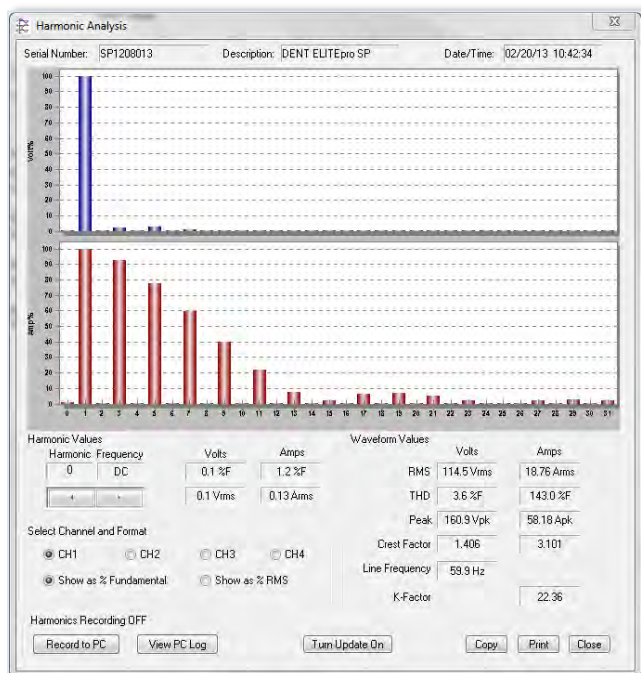 Harmonic Analysis
Serial Number: SP1208013 Description: DENT ELITEpro SP Date/Time: 02/20/13 10:42:34
100
90
80
70
60
50
40
30
20
10
0
Volt%
100
90
80
70
60
50
40
30
20
10
0
Amp%
0 1 2 3 4 5 6 7 8 9 10 11 12 13 14 15 16 17 18 19 20 21 22 23 24 25 26 27 28 29 30 31
Harmonic Values Waveform Values
Harmonic Frequency Volts Amps Volts Amps
0 DC 0.1 %F 1.2 %F RMS 114.5 Vrms 18.76 Arms
+ - 0.1 Vrms 0.13 Arms THD 3.6 %F 143.0 %F
Peak 160.9 Vpk 58.18 Apk
Select Channel and Format
Crest Factor 1.406 3.101
CH1 CH2 CH3 CH4
Line Frequency 59.9 Hz
Show as % Fundamental Show as % RMS
K-Factor 22.36
Harmonics Recording OFF
Record to PC View PC Log Turn Update On Copy Print Close